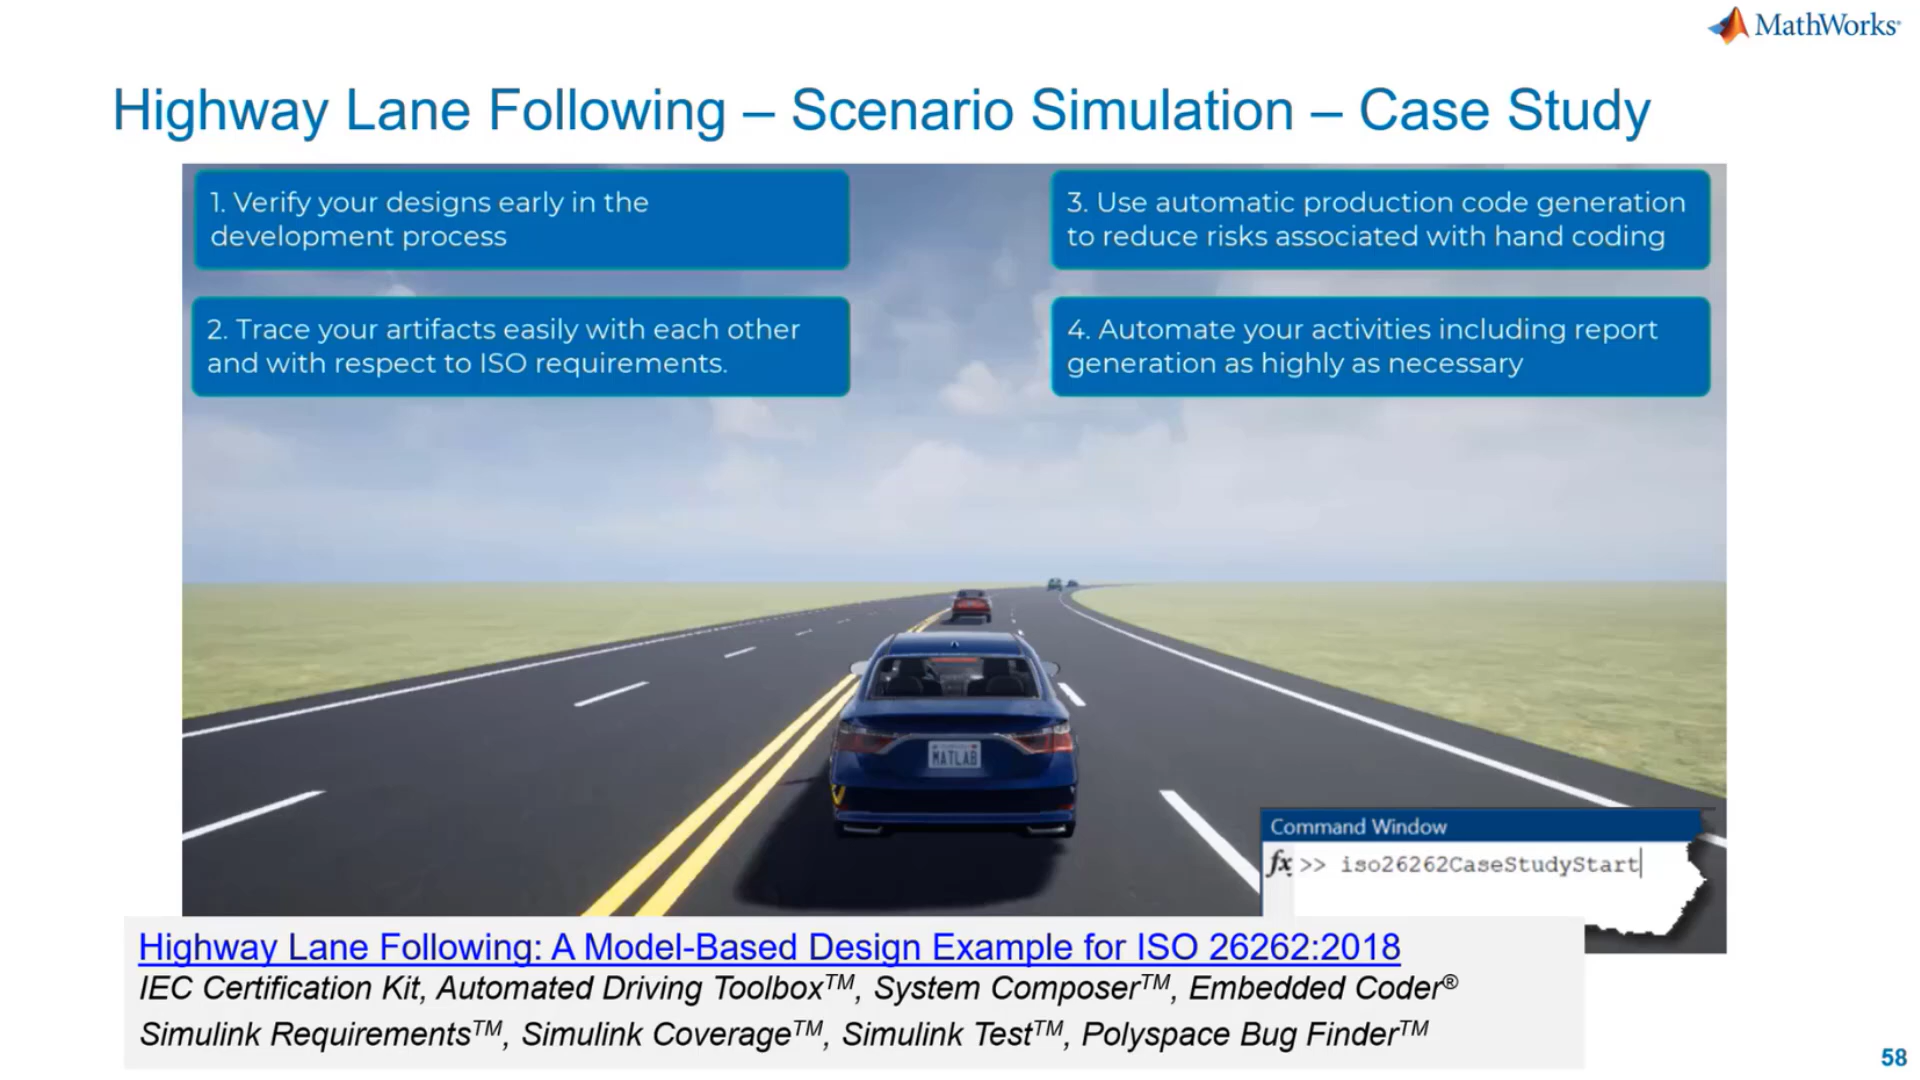 MathWorks®
Highway Lane Following – Scenario Simulation – Case Study
1. Verify your designs early in the
development process
2. Trace your artifacts easily with each other
and with respect to ISO requirements.
3. Use automatic production code generation
to reduce risks associated with hand coding
4. Automate your activities including report
generation as highly as necessary
MATLAB
Command Window
fx >> iso26262CaseStudyStart
Highway Lane Following: A Model-Based Design Example for ISO 26262:2018
IEC Certification Kit, Automated Driving Toolbox™, System Composer™, Embedded Coder®
Simulink Requirements™, Simulink Coverage™, Simulink Test™, Polyspace Bug Finder™
58